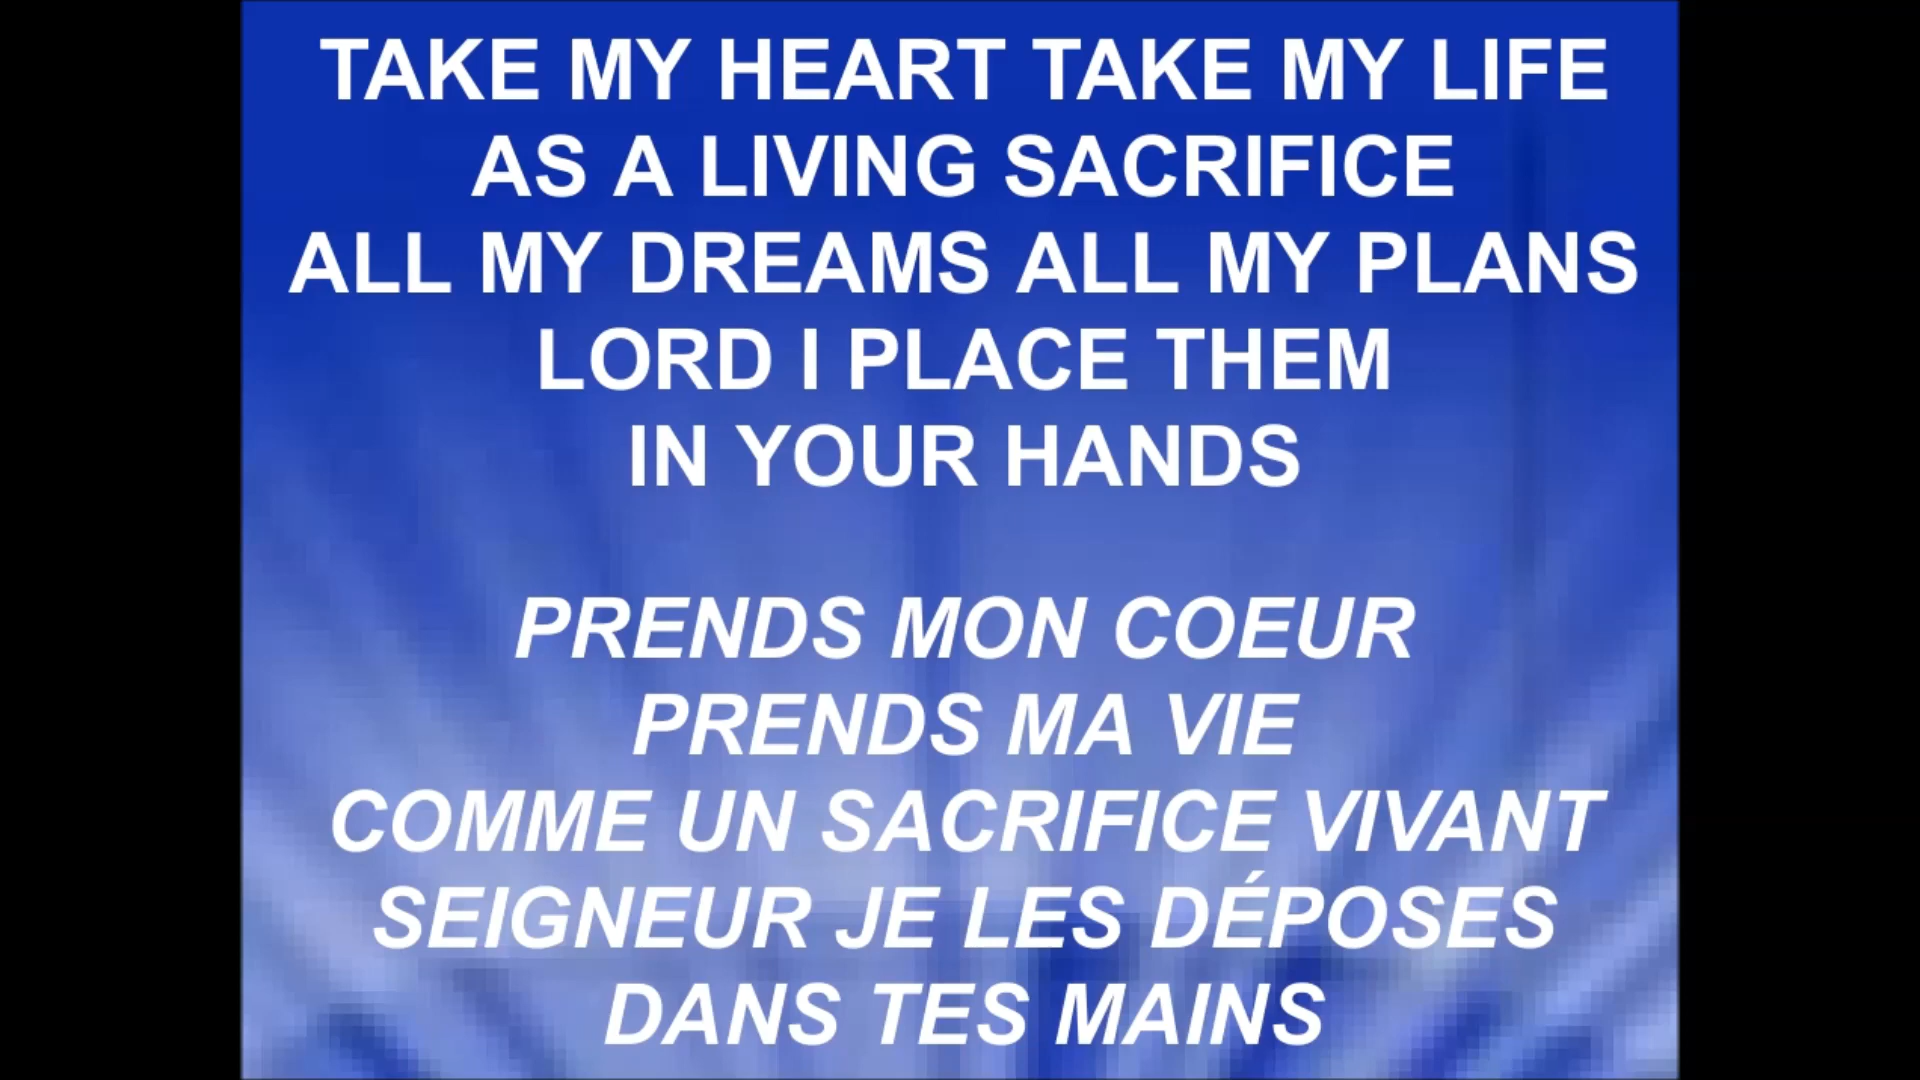 TAKE MY HEART TAKE MY LIFE
AS A LIVING SACRIFICE
ALL MY DREAMS ALL MY PLANS
LORD I PLACE THEM
IN YOUR HANDS
PRENDS MON COEUR
PRENDS MA VIE
COMME UN SACRIFICE VIVANT
SEIGNEUR JE LES DÉPOSES
DANS TES MAINS